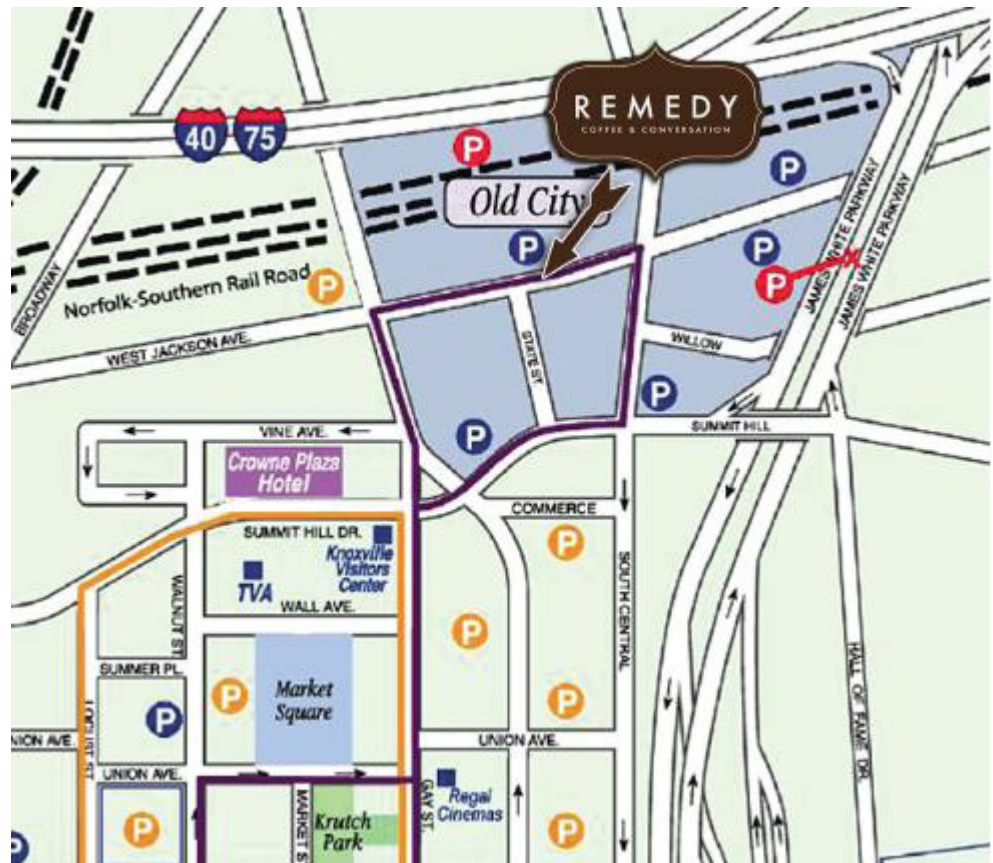 REMEDY
COFFEE & CONVERSATION
40
75
P
Old City
P
P
P
P
JAMES WHITE PARKWAY
JAMES WHITE PARKWAY
P
Norfolk-Southern Rail Road
BROADWAY
WEST JACKSON AVE.
STATE ST.
WILLOW
P
P
VINE AVE.
SUMMIT HILL
Crowne Plaza
Hotel
COMMERCE
SUMMIT HILL DR.
Knoxville
Visitors
Center
TVA
P
WALL AVE.
WALNUT ST.
SOUTH CENTRAL
P
SUMMER PL.
Market
Square
P
P
P
HALL OF FAME DR.
LOCUST ST
NION AVE.
UNION AVE.
UNION AVE.
MARKET S
GAY ST.
Regal
Cinemas
Krutch
Park
P
P
P